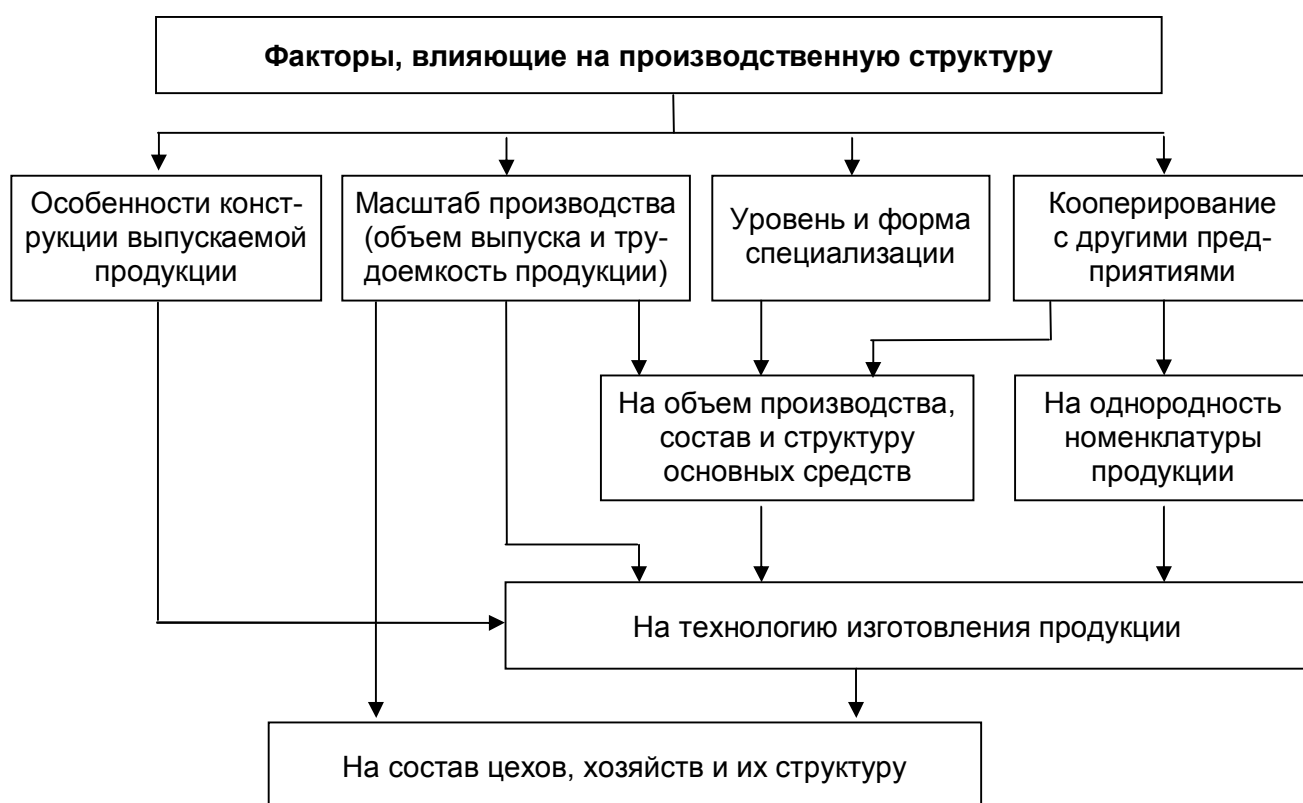 Факторы, влияющие на производственную структуру
Особенности конст-
рукции выпускаемой
продукции
Масштаб производства
(объем выпуска и тру-
доемкость продукции)
Уровень и форма
специализации
Кооперирование
с другими пред-
приятиями
На объем производства,
состав и структуру
основных средств
На однородность
номенклатуры
продукции
На технологию изготовления продукции
На состав цехов, хозяйств и их структуру